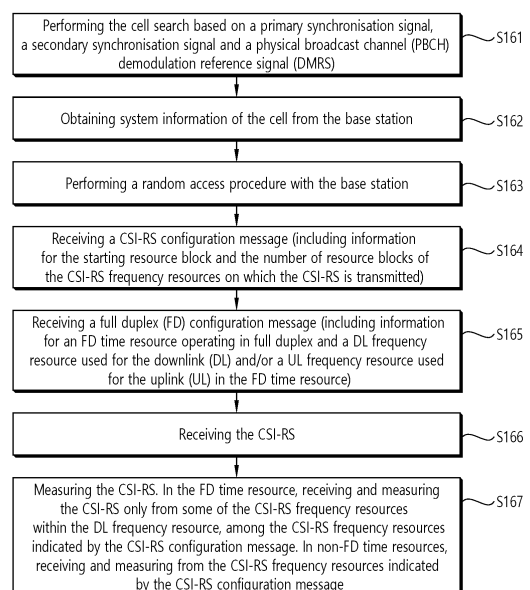 Performing the cell search based on a primary synchronisation signal,
a secondary synchronisation signal and a physical broadcast channel (PBCH)
demodulation reference signal (DMRS)
S161
Obtaining system information of the cell from the base station
S162
Performing a random access procedure with the base station
S163
Receiving a CSI-RS configuration message (including information
for the starting resource block and the number of resource blocks of
the CSI-RS frequency resources on which the CSI-RS is transmitted)
S164
Receiving a full duplex (FD) configuration message (including information
for an FD time resource operating in full duplex and a DL frequency
resource used for the downlink (DL) and/or a UL frequency resource used
for the uplink (UL) in the FD time resource)
S165
Receiving the CSI-RS
S166
Measuring the CSI-RS. In the FD time resource, receiving and measuring
the CSI-RS only from some of the CSI-RS frequency resources
within the DL frequency resource, among the CSI-RS frequency resources
indicated by the CSI-RS configuration message. In non-FD time resources,
receiving and measuring from the CSI-RS frequency resources indicated
by the CSI-RS configuration message
S167